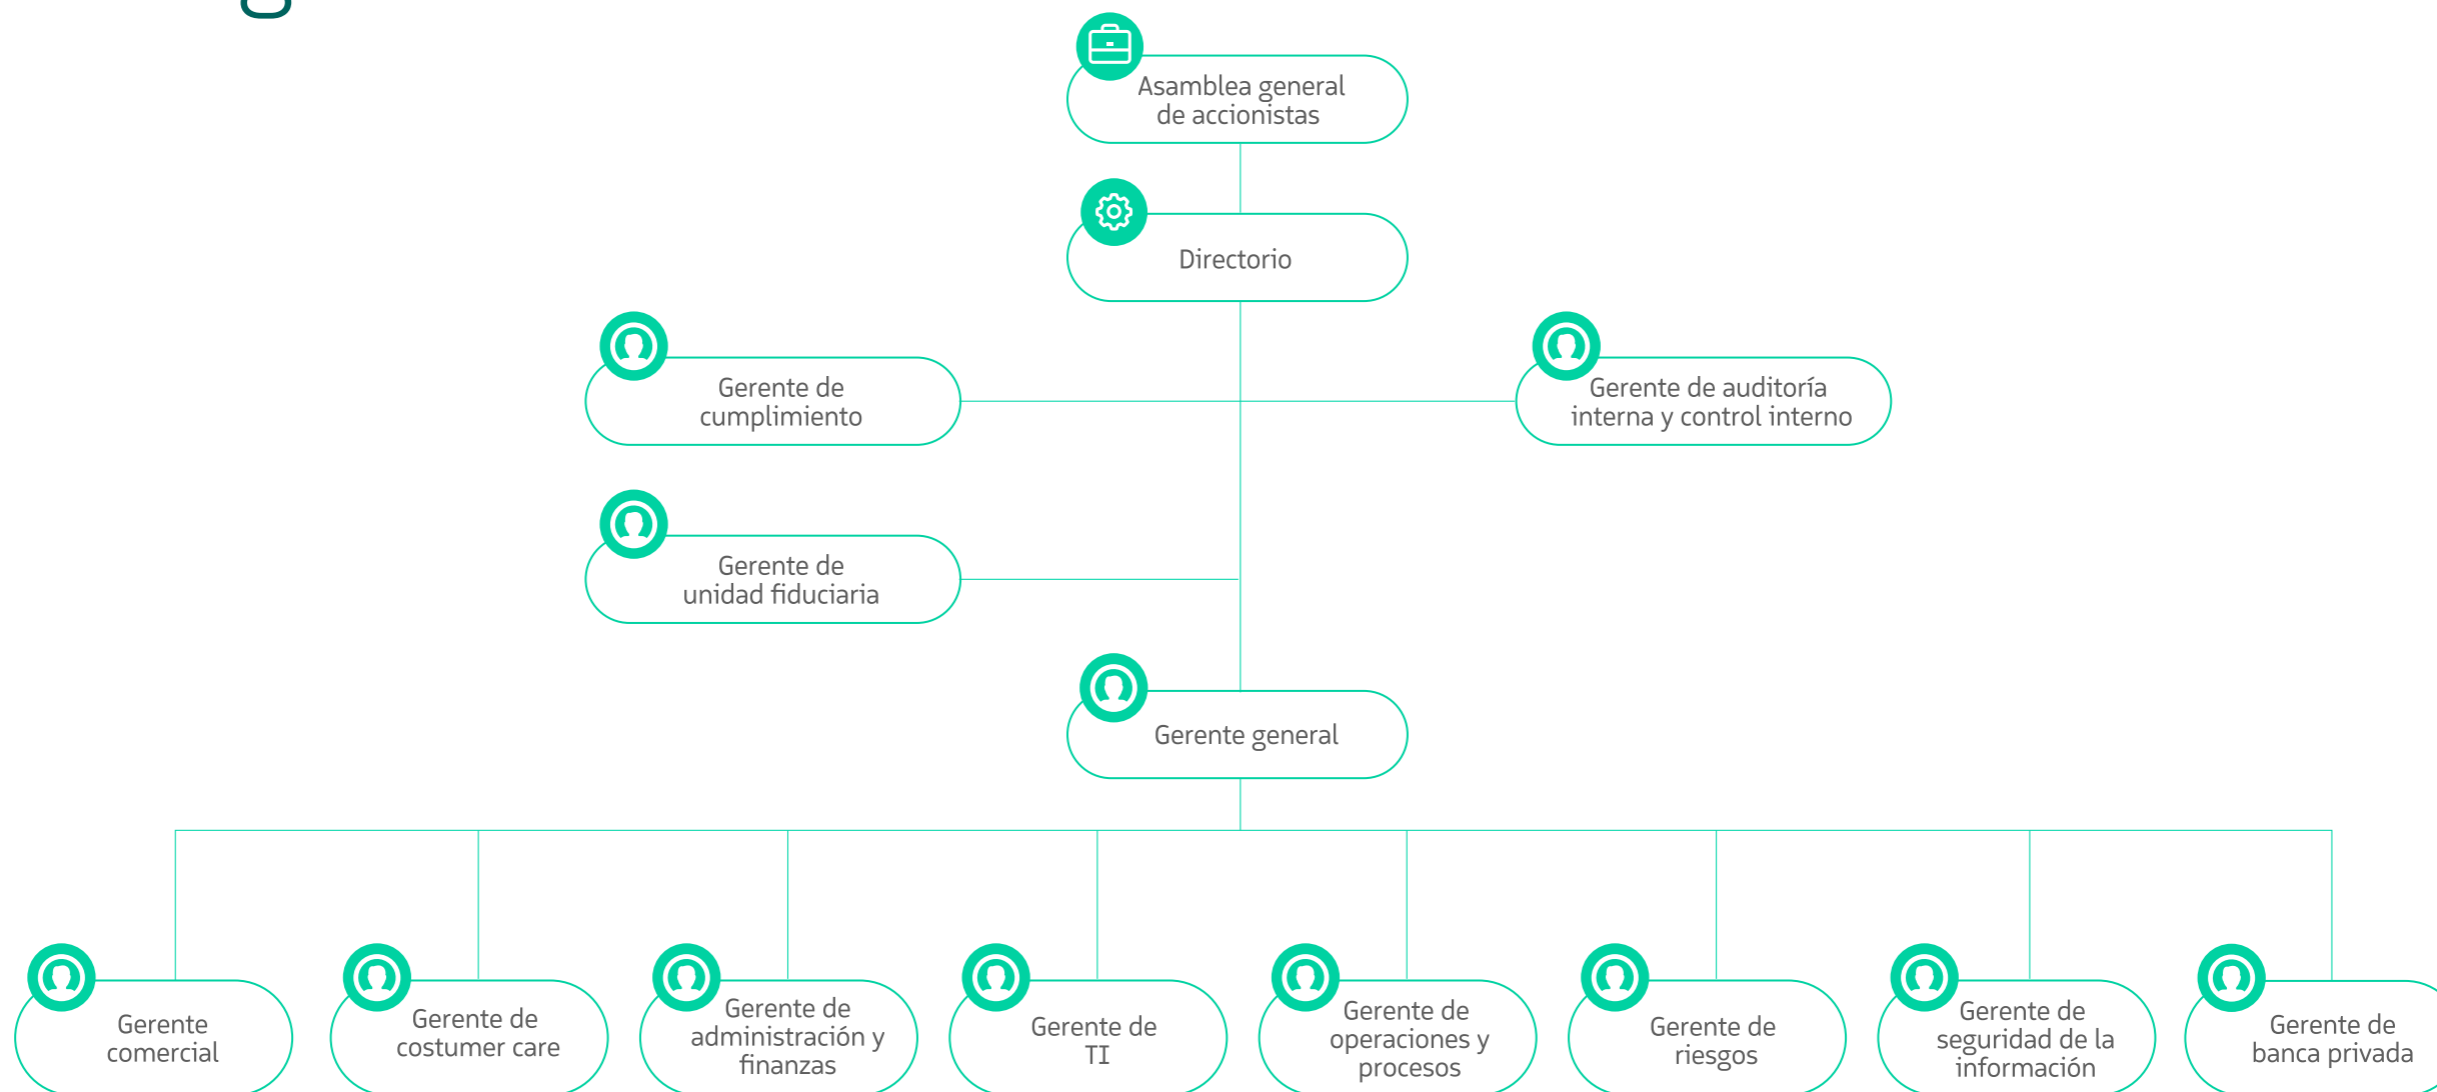 Asamblea general
de accionistas
Directorio
Gerente de
cumplimiento
Gerente de auditoría
interna y control interno
Gerente de
unidad fiduciaria
Gerente general
Gerente
comercial
Gerente de
costumer care
Gerente de
administración y
finanzas
Gerente de
TI
Gerente de
operaciones y
procesos
Gerente de
riesgos
Gerente de
seguridad de la
información
Gerente de
banca privada